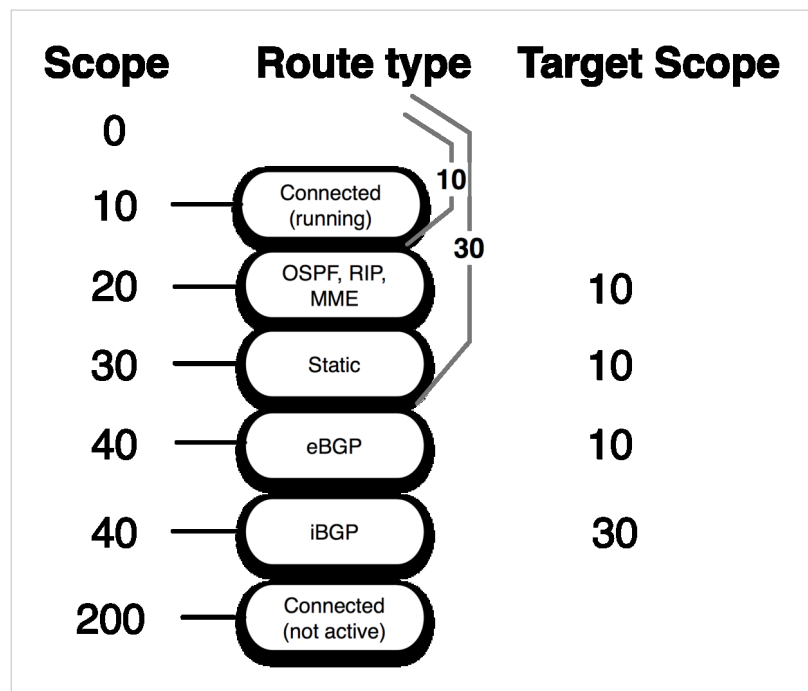 Scope Route type Target Scope
0
10 Connected
(running)
10
20 OSPF, RIP,
MME
30
10
30 Static 10
40 eBGP 10
40 iBGP 30
200 Connected
(not active)